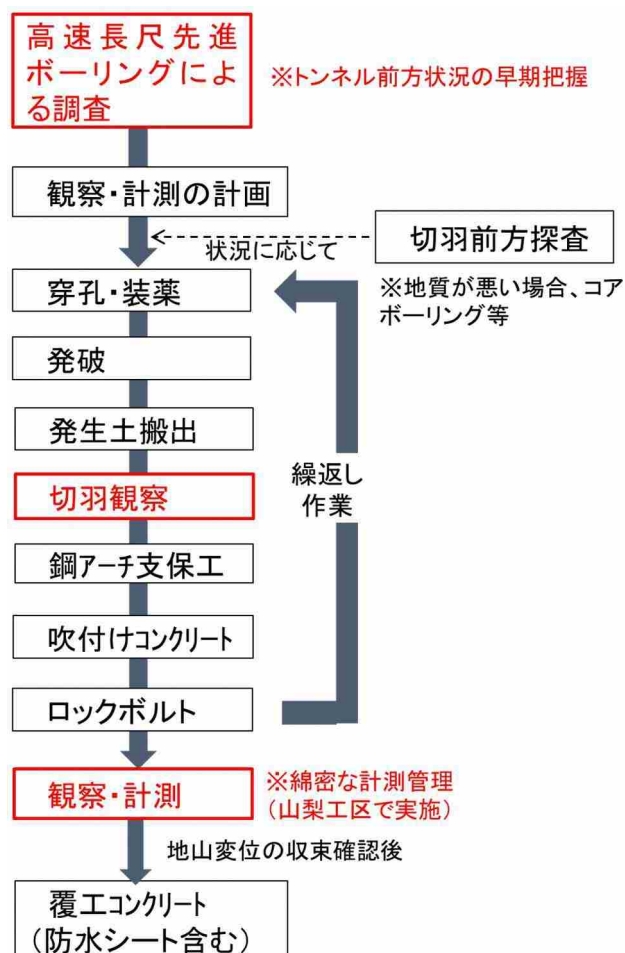 高速長尺先進
ボーリングによ
る調査
※トンネル前方状況の早期把握
観察・計測の計画
切羽前方探査
状況に応じて
※地質が悪い場合、コア
ボーリング等
穿孔・装薬
発破
発生土搬出
切羽観察
繰返し
作業
鋼アーチ支保工
吹付けコンクリート
ロックボルト
観察・計測
※綿密な計測管理
（山梨工区で実施）
地山変位の収束確認後
覆工コンクリート
（防水シート含む）